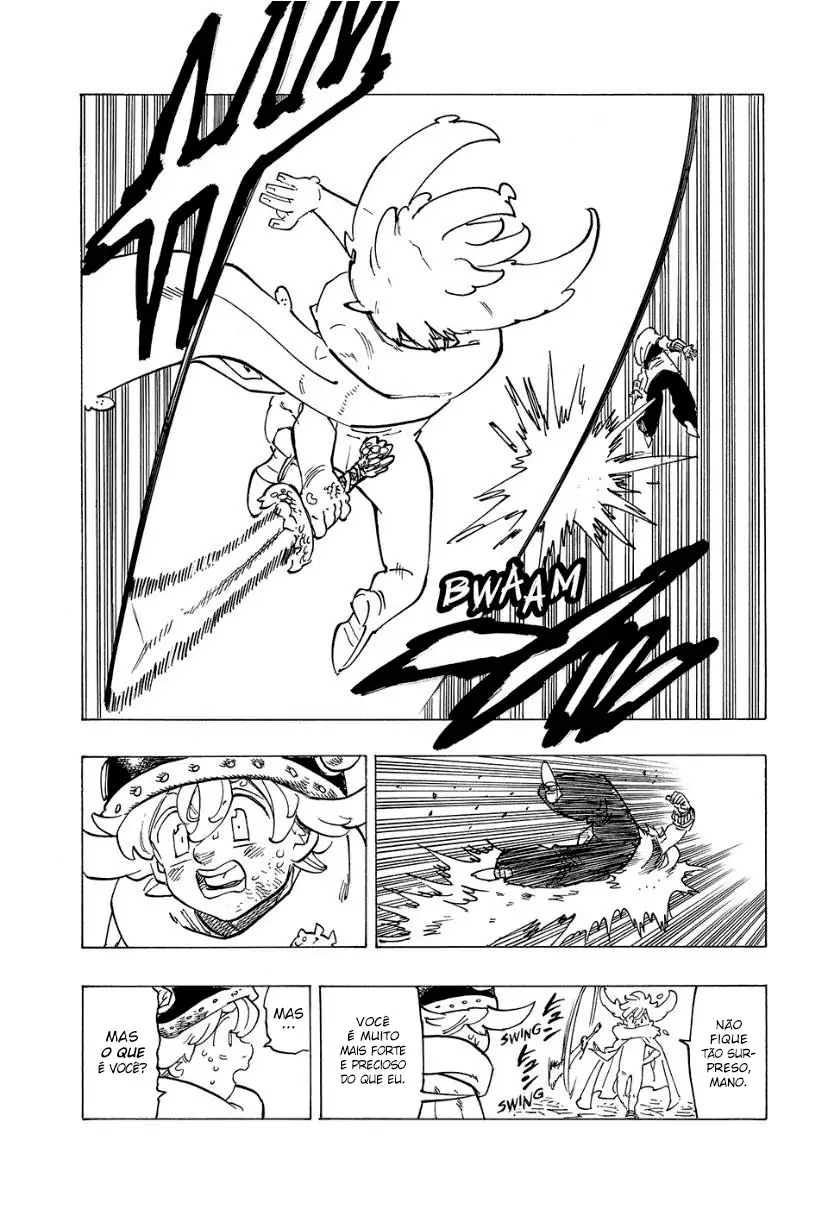 BWAAM
NÃO
FIQUE
TÃO SUR-
PRESO,
MANO.
SWING
SWING
VOCÊ
É MUITO
MAIS FORTE
E PRECIOSO
DO QUE EU.
MAS
...
MAS
O QUE
É VOCÊ?